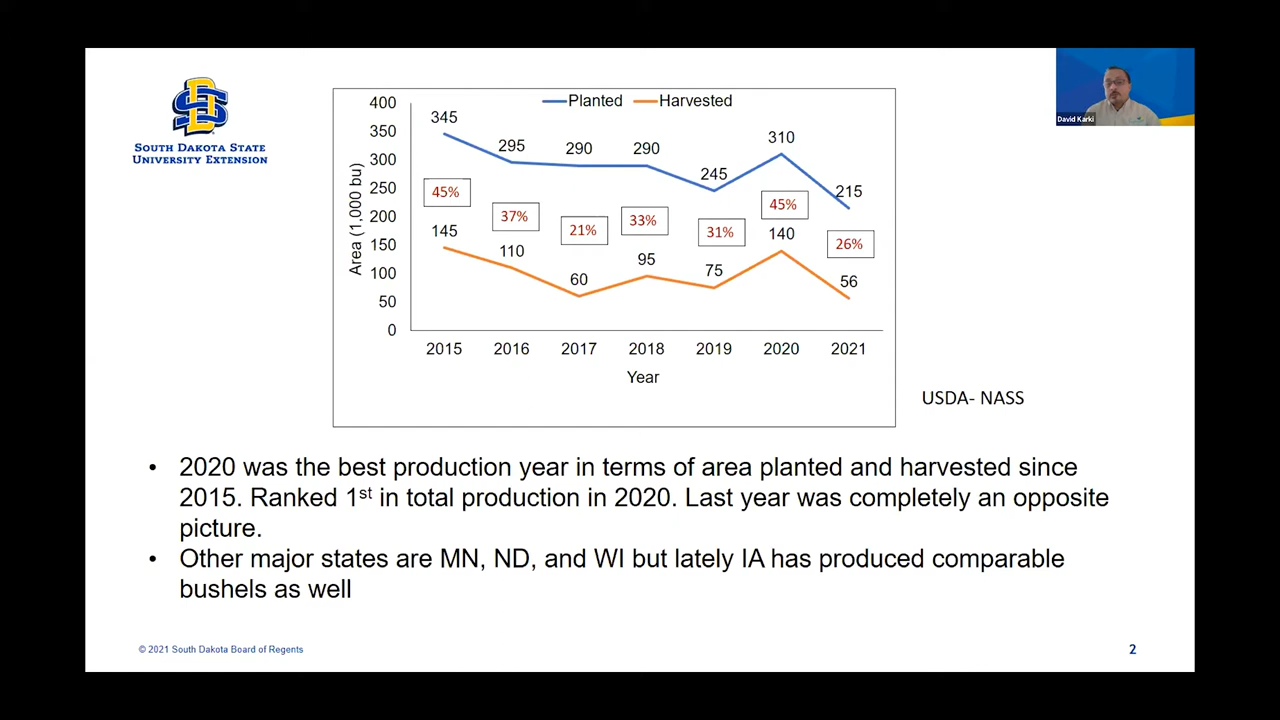 SOUTH DAKOTA STATE
UNIVERSITY EXTENSION
David Karki
Planted
Harvested
400
350
300
250
200
150
100
50
0
Area (1,000 bu)
345
295
290
290
245
310
215
45%
37%
21%
33%
31%
45%
26%
145
110
60
95
75
140
56
2015
2016
2017
2018
2019
2020
2021
Year
USDA- NASS
• 2020 was the best production year in terms of area planted and harvested since
2015. Ranked 1st in total production in 2020. Last year was completely an opposite
picture.
• Other major states are MN, ND, and WI but lately IA has produced comparable
bushels as well
© 2021 South Dakota Board of Regents
2